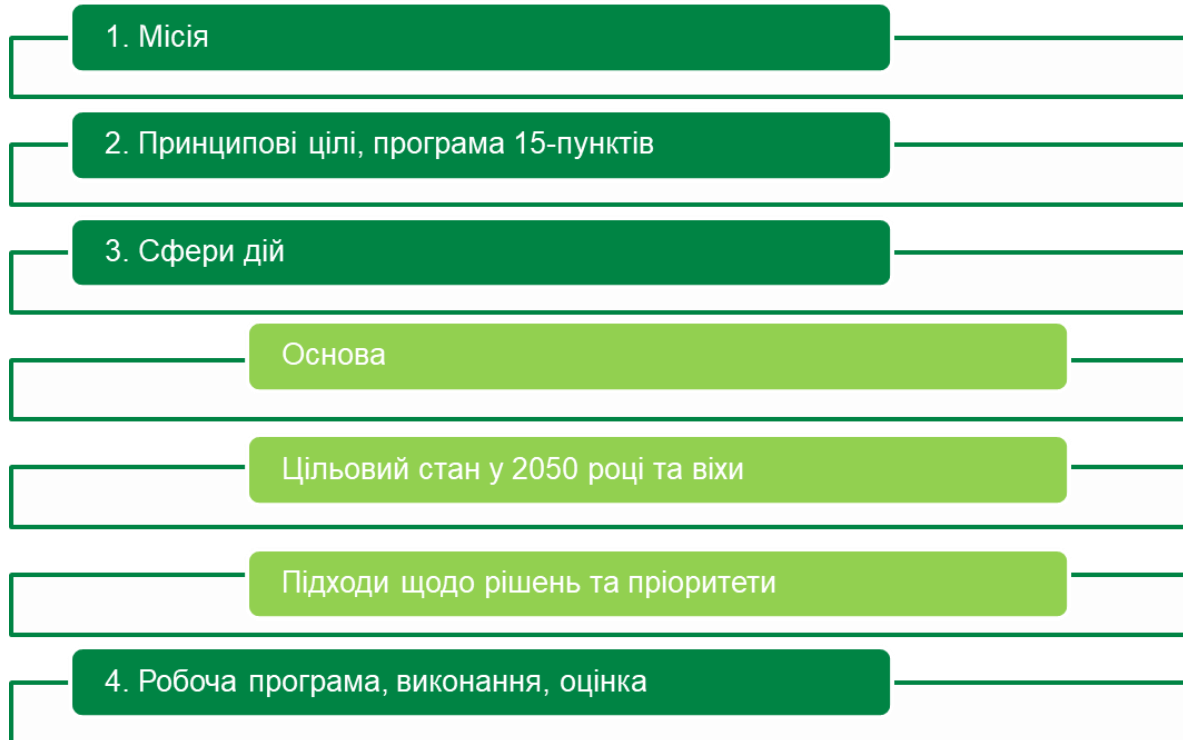 1. Місія
2. Принципові цілі, програма 15-пунктів
3. Сфери дій
Основа
Цільовий стан у 2050 році та віхи
Підходи щодо рішень та пріоритети
4. Робоча програма, виконання, оцінка